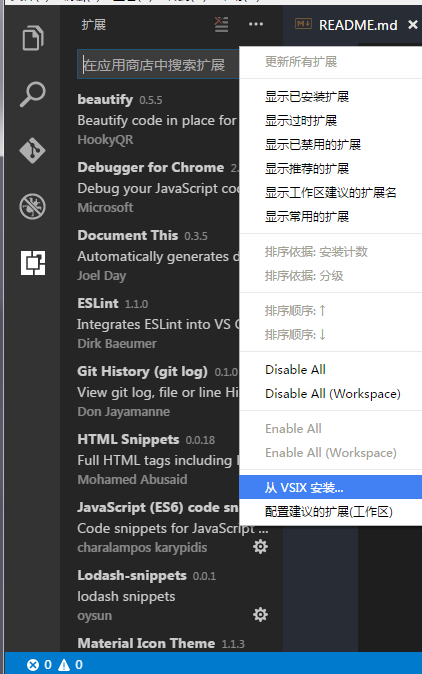 扩展
README.md
在应用商店中搜索扩展
beautify 0.5.5
Beautify code in place for
HookyQR
Debugger for Chrome 2.
Debug your JavaScript co
Microsoft
Document This 0.3.5
Automatically generates d
Joel Day
ESLint 1.1.0
Integrates ESLint into VS C
Dirk Baeumer
Git History (git log) 0.1.0
View git log, file or line Hi
Don Jayamanne
HTML Snippets 0.0.18
Full HTML tags including
Mohamed Abusaid
JavaScript (ES6) code sn
Code snippets for JavaScript ...
charalampos karypidis
Lodash-snippets 0.0.1
lodash snippets
oysun
Material Icon Theme 1.1.3
更新所有扩展
显示已安装扩展
显示过时扩展
显示已禁用的扩展
显示推荐的扩展
显示工作区建议的扩展名
显示常用的扩展
排序依据: 安装计数
排序依据: 分级
排序顺序: ↑
排序顺序: ↓
Disable All
Disable All (Workspace)
Enable All
Enable All (Workspace)
从 VSIX 安装...
配置建议的扩展(工作区)
0 0